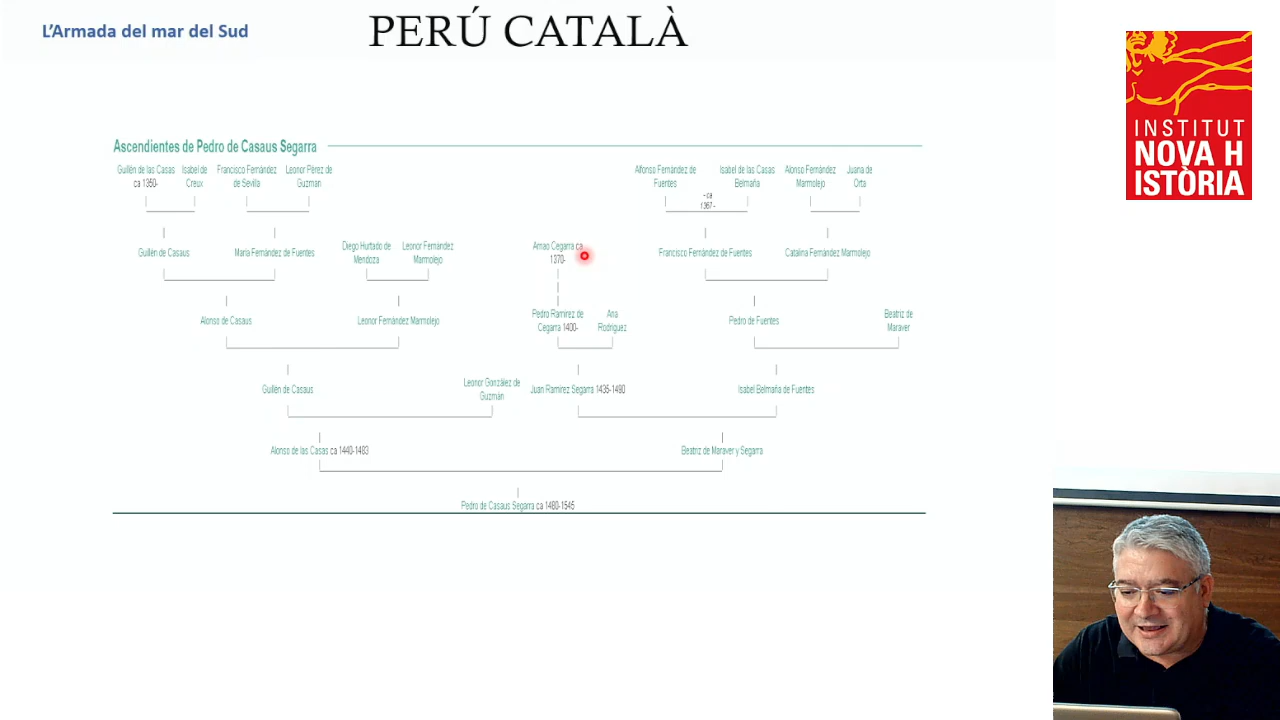 L'Armada del mar del Sud
PERÚ CATALÀ
INSTITUT
NOVA H
ISTÒRIA
Ascendientes de Pedro de Casaus Segarra
Guillén de las Casas
ca 1350-
Isabel de
Creux
Francisco Fernández
de Sevilla
Leonor Pérez de
Guzman
Alfonso Fernández de
Fuentes
Isabel de las Casas
Belmaña
Alonso Fernández
Marmolejo
Juana de
Orta
- ca
1367 -
Guillén de Casaus
María Fernández de Fuentes
Diego Hurtado de
Mendoza
Leonor Fernández
Marmolejo
Arnao Cegarra ca
1370-
Francisco Fernández de Fuentes
Catalina Fernández Marmolejo
Alonso de Casaus
Leonor Fernández Marmolejo
Pedro Ramirez de
Cegarra 1400-
Ana
Rodriguez
Pedro de Fuentes
Beatriz de
Maraver
Guillén de Casaus
Leonor González de
Guzmán
Juan Ramírez Segarra 1435-1490
Isabel Belmaña de Fuentes
Alonso de las Casas ca 1440-1483
Beatriz de Maraver y Segarra
Pedro de Casaus Segarra ca 1480-1545